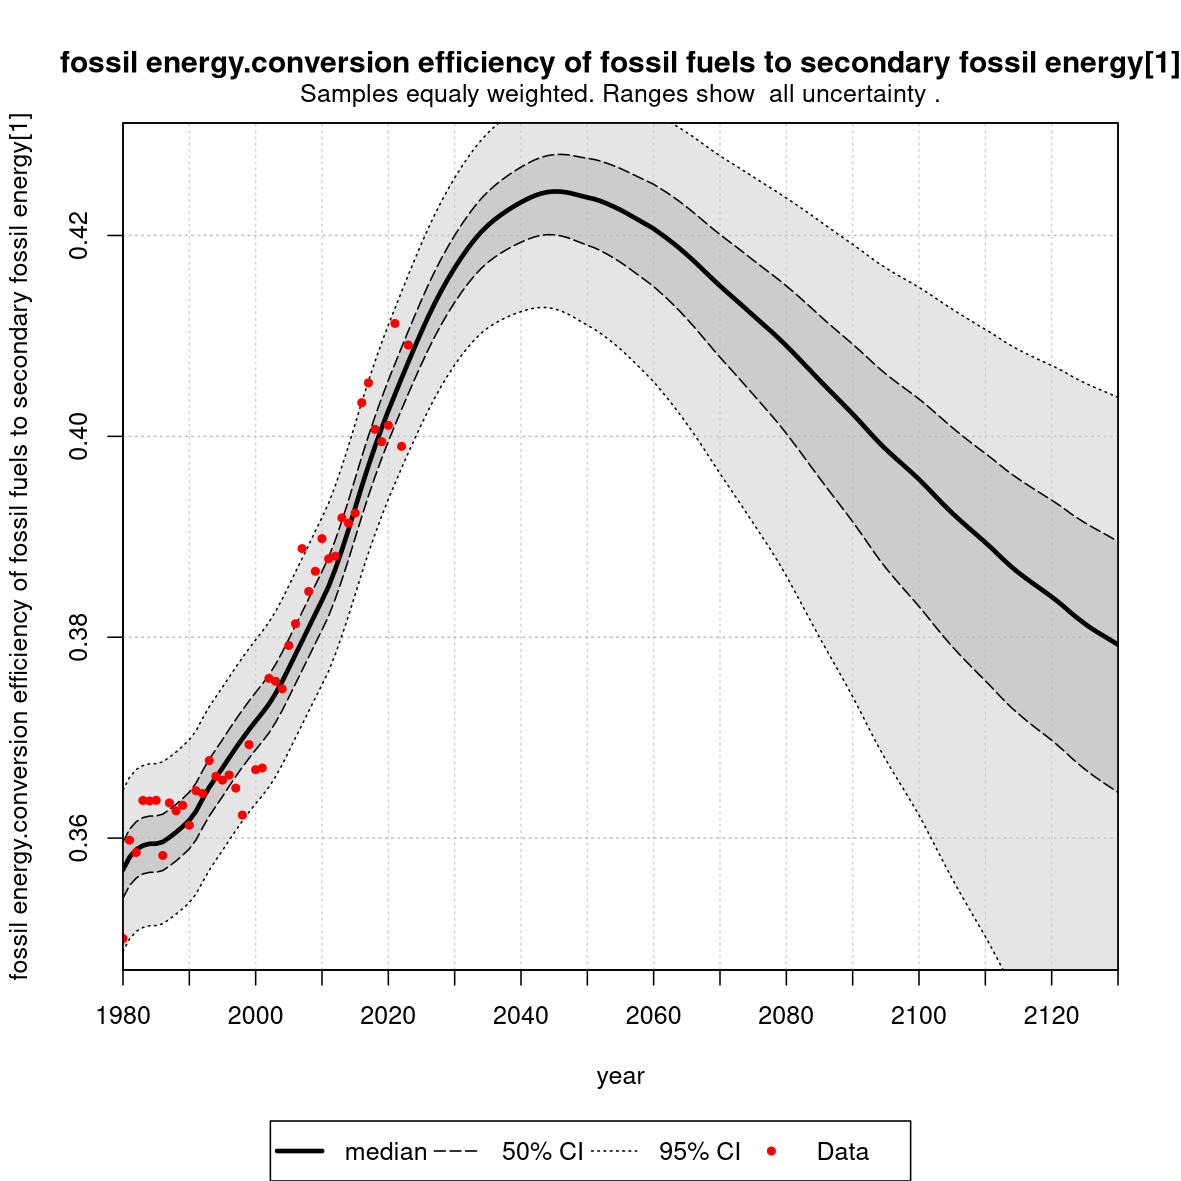 fossil energy.conversion efficiency of fossil fuels to secondary fossil energy[1]
Samples equaly weighted. Ranges show  all uncertainty .
fossil energy.conversion efficiency of fossil fuels to secondary fossil energy[1]
0.42
0.40
0.38
0.36
1980 2000 2020 2040 2060 2080 2100 2120
year
median 50% CI 95% CI Data